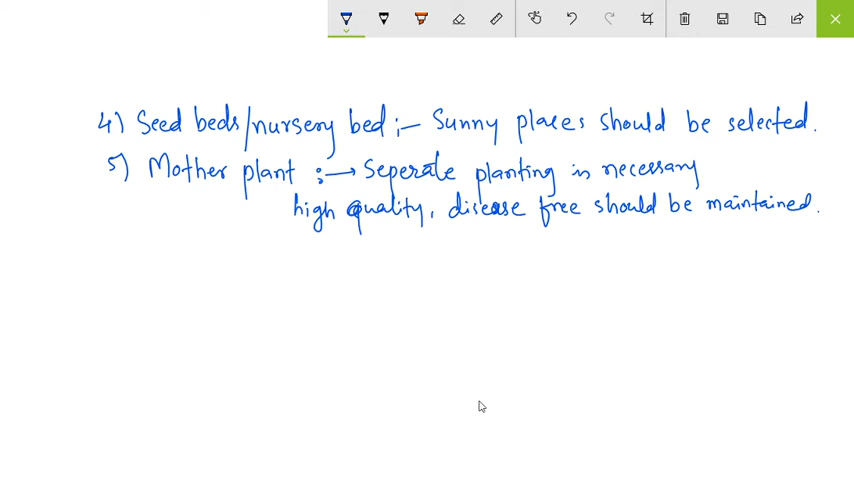 4) Seed beds/nursery bed :- Sunny places should be selected.
5) Mother plant :→ Seperate planting is necessary
high quality, disease free should be maintained.